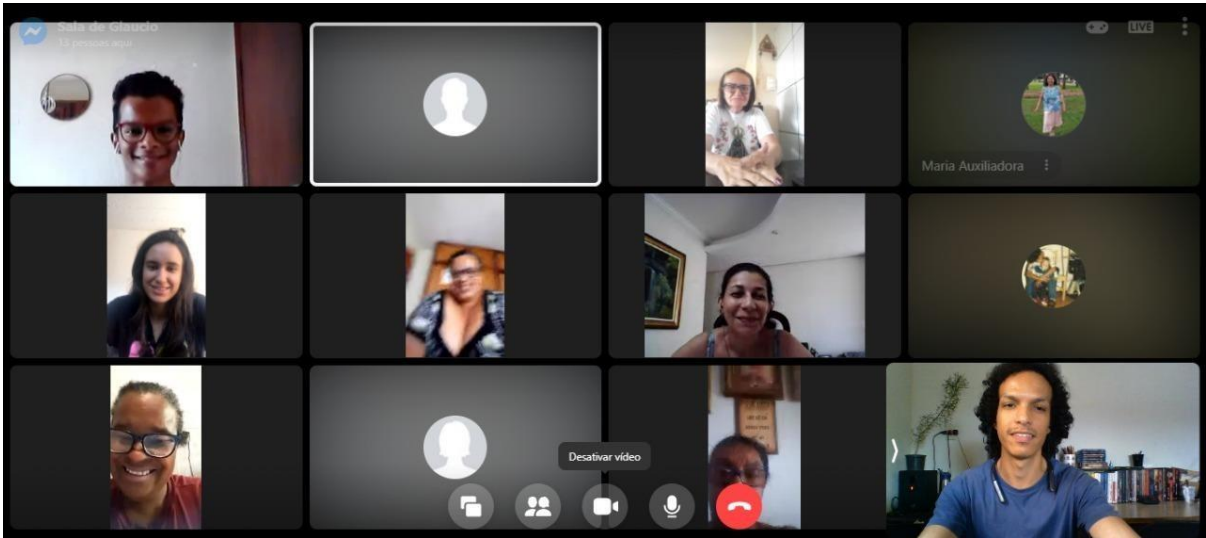 Sala de Glaucio
13 pessoas aqui
LIVE
Maria Auxiliadora
Desativar vídeo